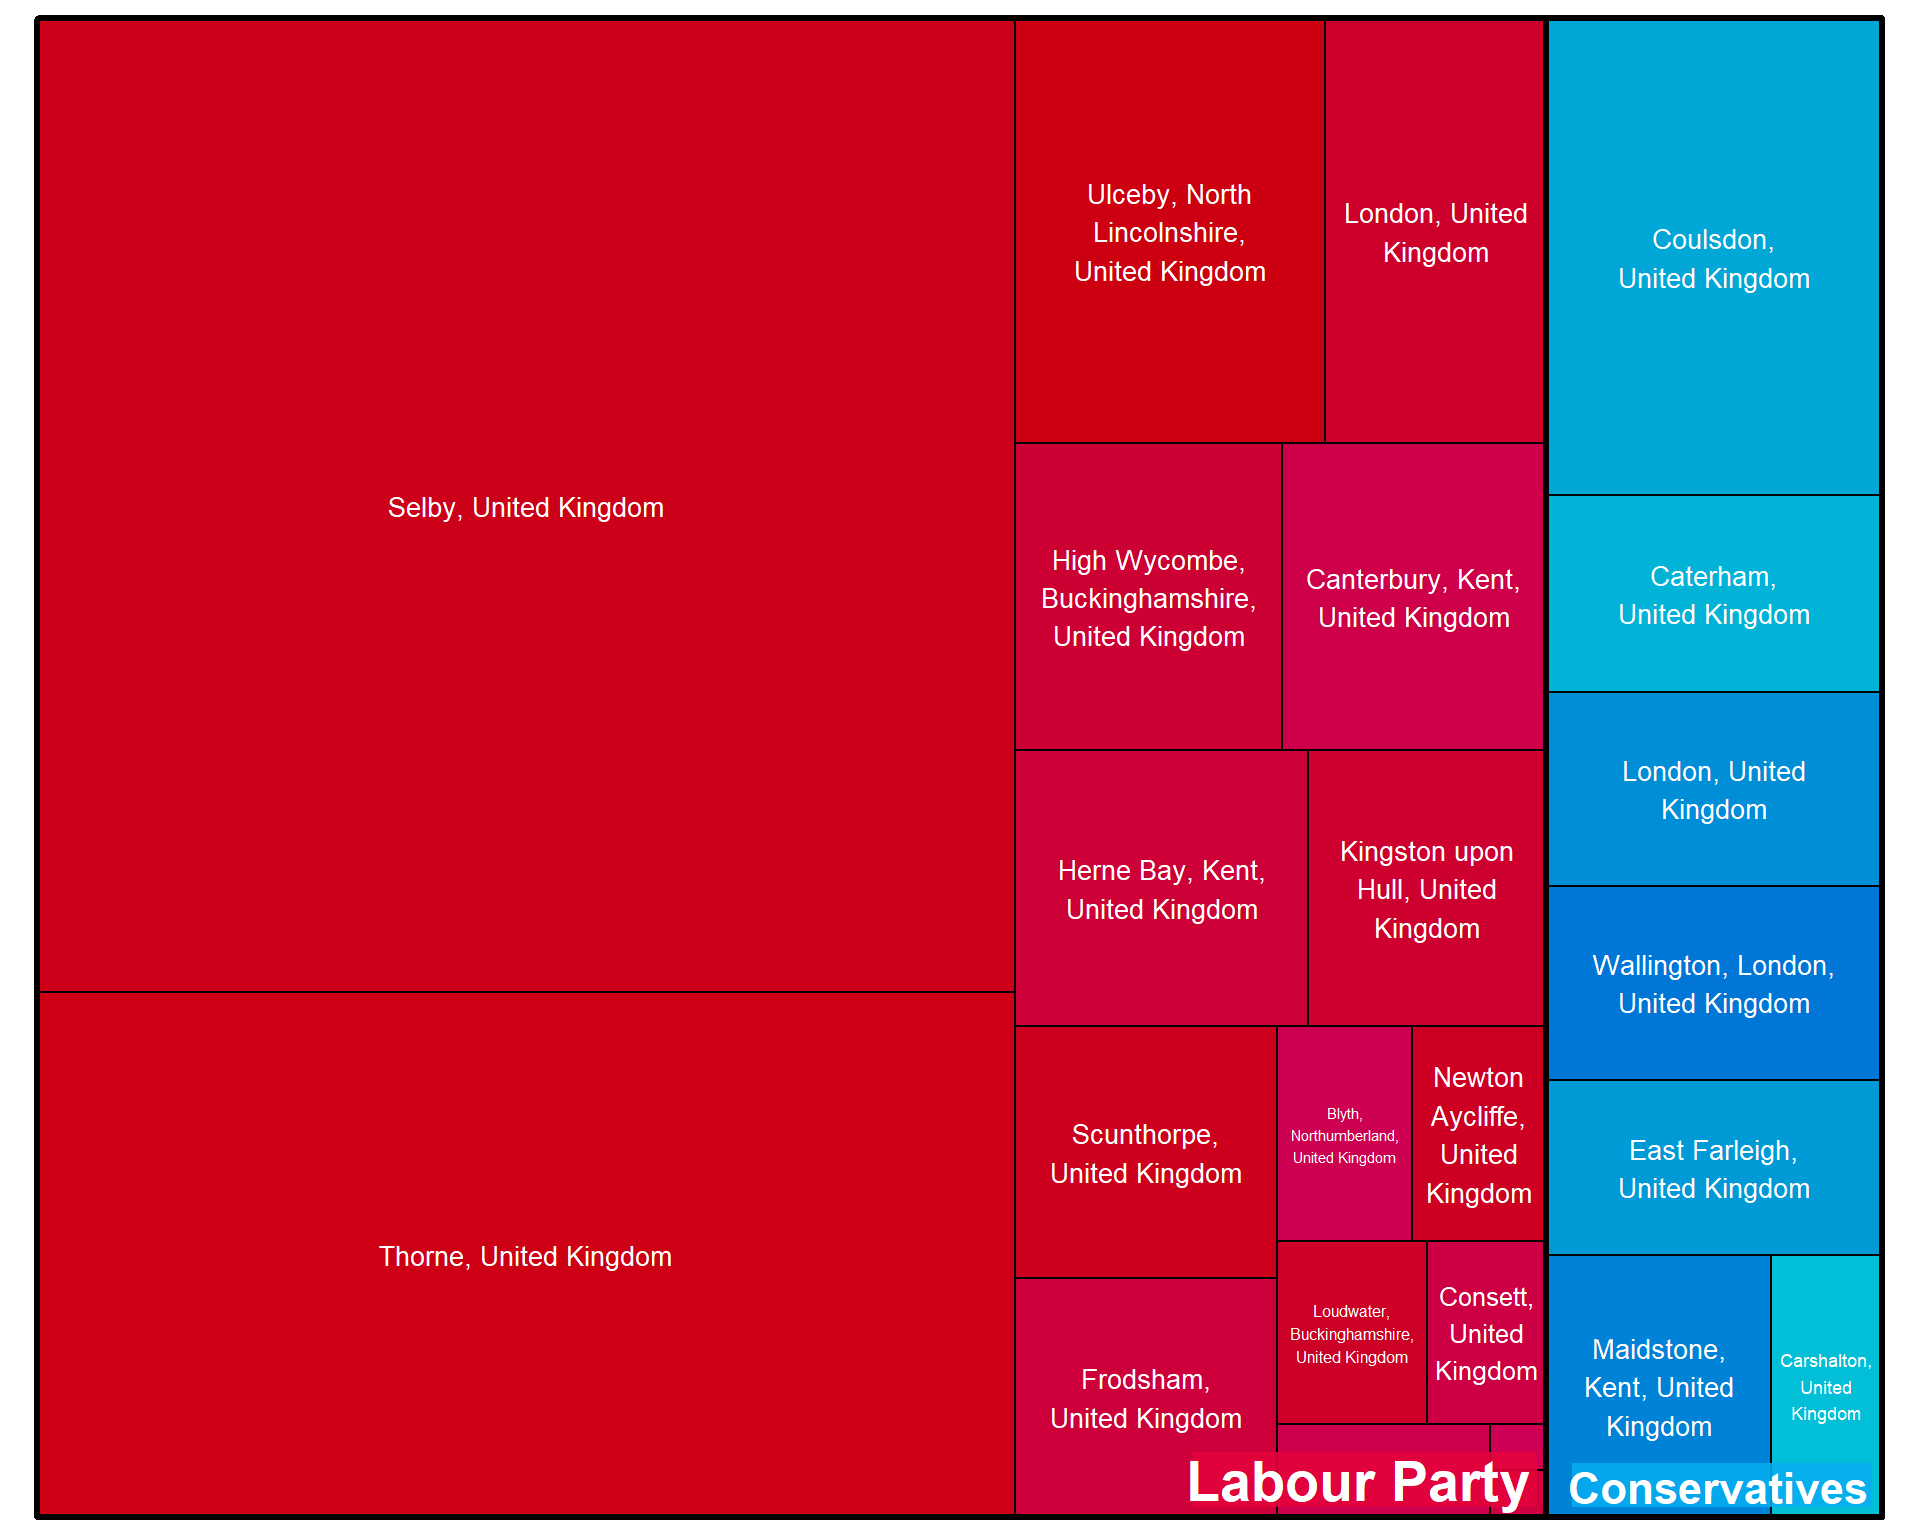 Selby, United Kingdom
Thorne, United Kingdom
Ulceby, North
Lincolnshire,
United Kingdom
London, United
Kingdom
High Wycombe,
Buckinghamshire,
United Kingdom
Canterbury, Kent,
United Kingdom
Herne Bay, Kent,
United Kingdom
Kingston upon
Hull, United
Kingdom
Scunthorpe,
United Kingdom
Blyth,
Northumberland,
United Kingdom
Newton
Aycliffe,
United
Kingdom
Frodsham,
United Kingdom
Loudwater,
Buckinghamshire,
United Kingdom
Consett,
United
Kingdom
Labour Party
Coulsdon,
United Kingdom
Caterham,
United Kingdom
London, United
Kingdom
Wallington, London,
United Kingdom
East Farleigh,
United Kingdom
Maidstone,
Kent, United
Kingdom
Carshalton,
United
Kingdom
Conservatives